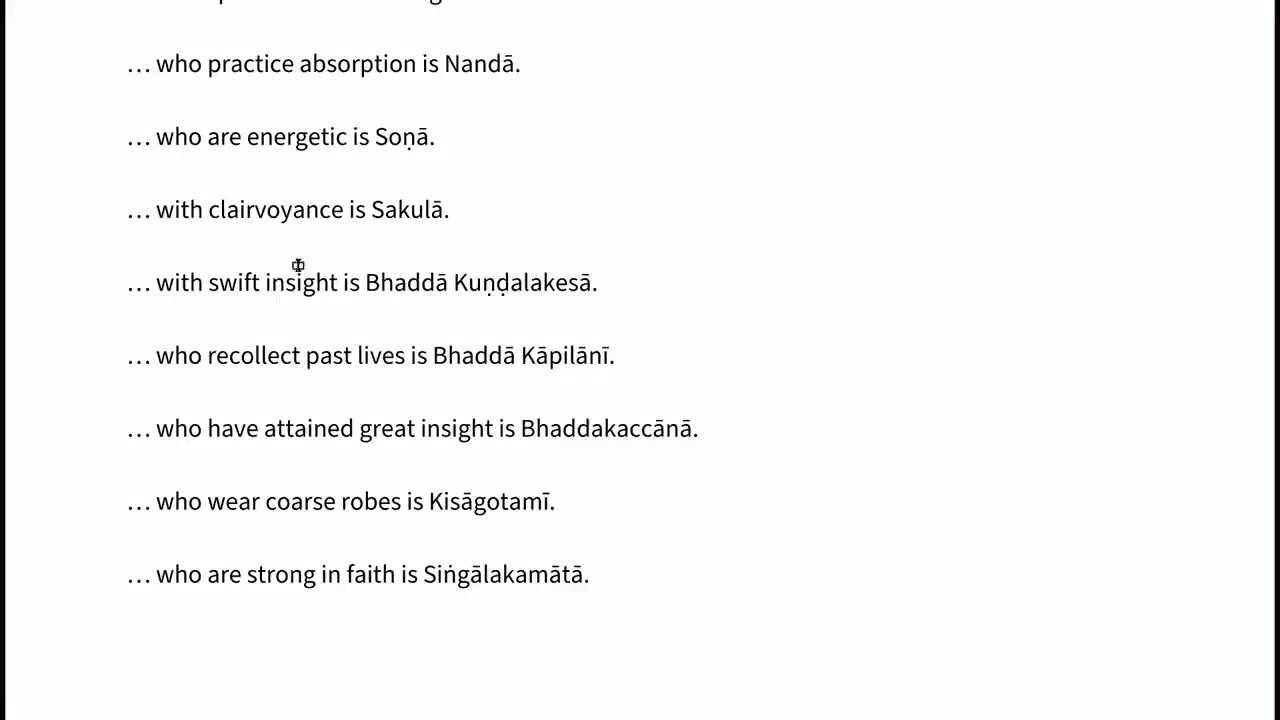 … who practice absorption is Nandā.
… who are energetic is Soṇā.
… with clairvoyance is Sakulā.
… with swift insight is Bhaddā Kuṇḍalakesā.
… who recollect past lives is Bhaddā Kāpilānī.
… who have attained great insight is Bhaddakaccānā.
… who wear coarse robes is Kisāgotamī.
… who are strong in faith is Siṅgālakamātā.